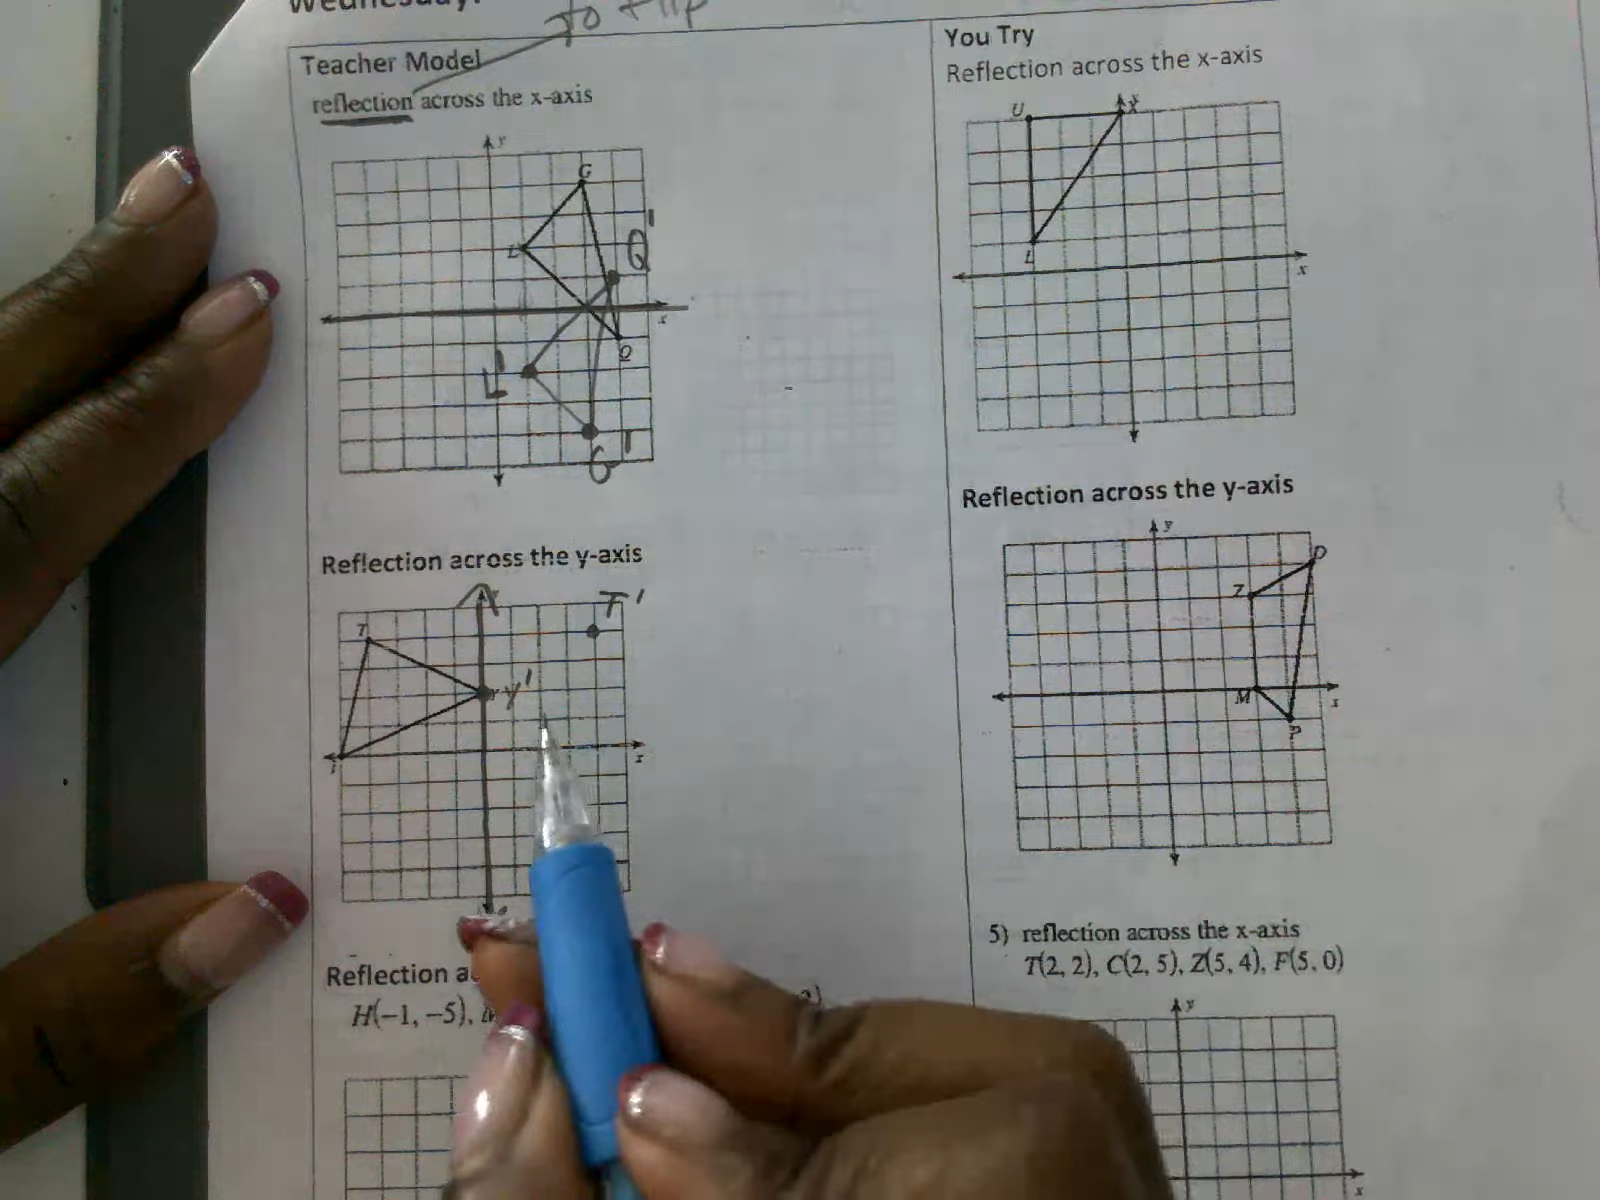 Wednesday:
to flip
Teacher Model
reflection across the x-axis
y
G
L
Q'
x
Q
L'
G'
Reflection across the y-axis
T
T'
Y'
x
Reflection a
H(−1, −5),
You Try
Reflection across the x-axis
U
X
L
x
Reflection across the y-axis
y
D
Z
M
x
P
5) reflection across the x-axis
T(2, 2), C(2, 5), Z(5, 4), F(5, 0)
y
x